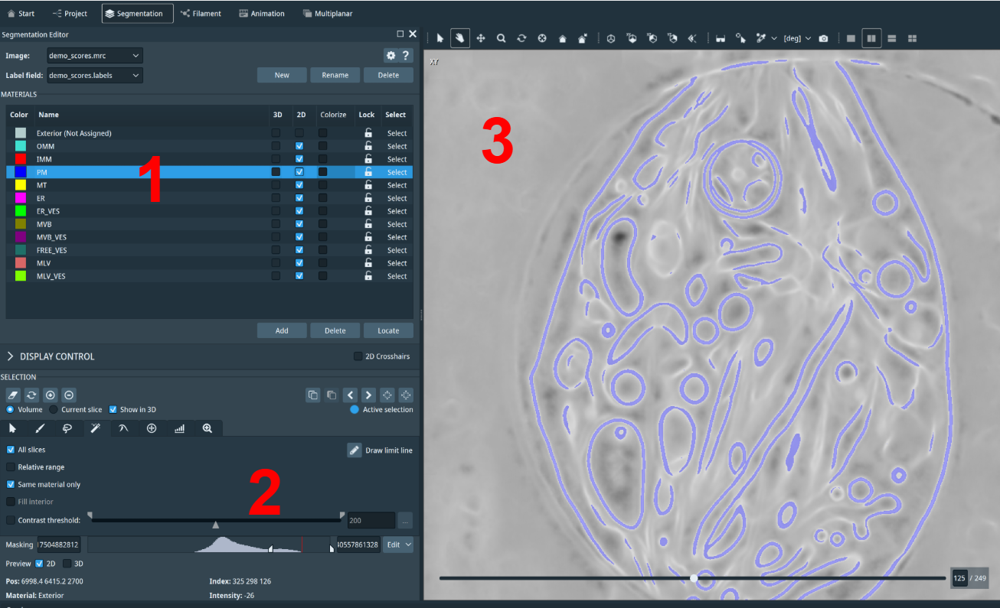 Start Project Segmentation Filament Animation Multiplanar
Segmentation Editor
Image: demo_scores.mrc ?
Label field: demo_scores.labels New Rename Delete
MATERIALS
Color Name 3D 2D Colorize Lock Select
Exterior (Not Assigned) Select
OMM Select
IMM Select
PM Select
MT Select
ER Select
ER_VES Select
MVB Select
MVB_VES Select
FREE_VES Select
MLV Select
MLV_VES Select
1
Add Delete Locate
DISPLAY CONTROL 2D Crosshairs
SELECTION
Volume Current slice Show in 3D Active selection
All slices Draw limit line
Relative range
Same material only
Fill interior
2
Contrast threshold: 200 ...
Masking 17504882812 40557861328 Edit
Preview 2D 3D
Pos: 6998.4 6415.2 2700 Index: 325 298 126
Material: Exterior Intensity: -26
[deg]
XY
3
125 / 249